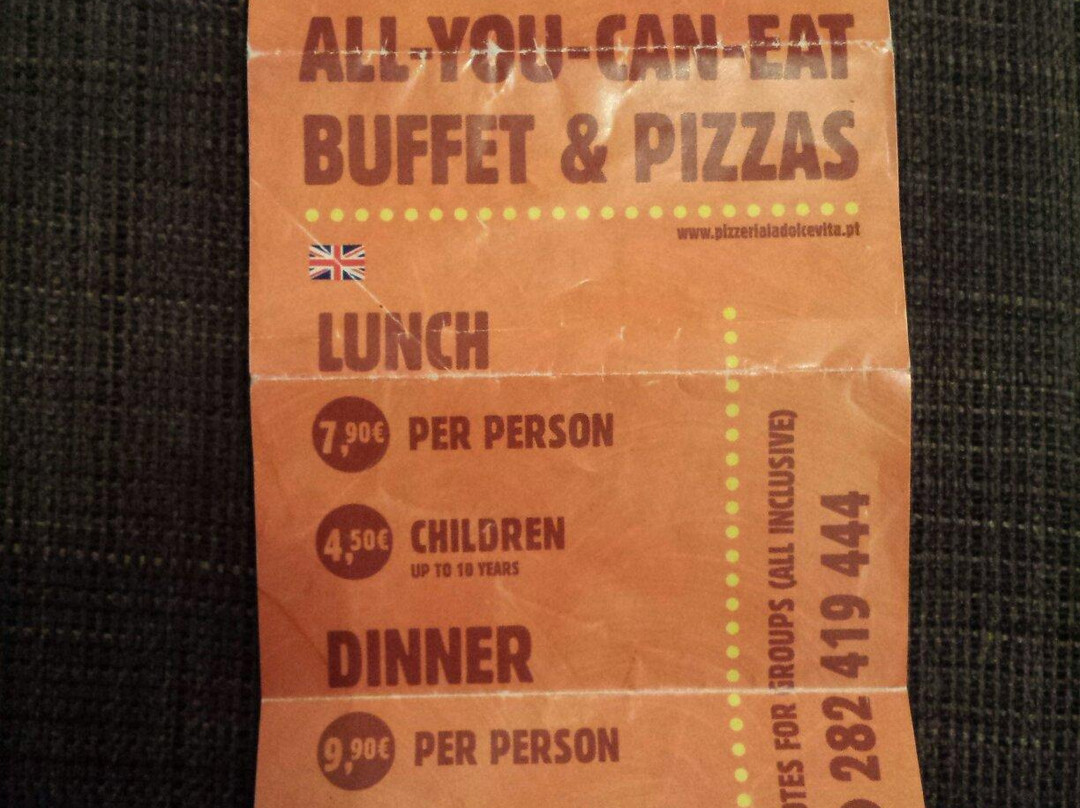 ALL-YOU-CAN-EAT
BUFFET & PIZZAS
www.pizzerialadolcevita.pt
LUNCH
7,90€ PER PERSON
4,50€ CHILDREN
UP TO 10 YEARS
DINNER
9,90€ PER PERSON
FOR GROUPS (ALL INCLUSIVE)
282 419 444